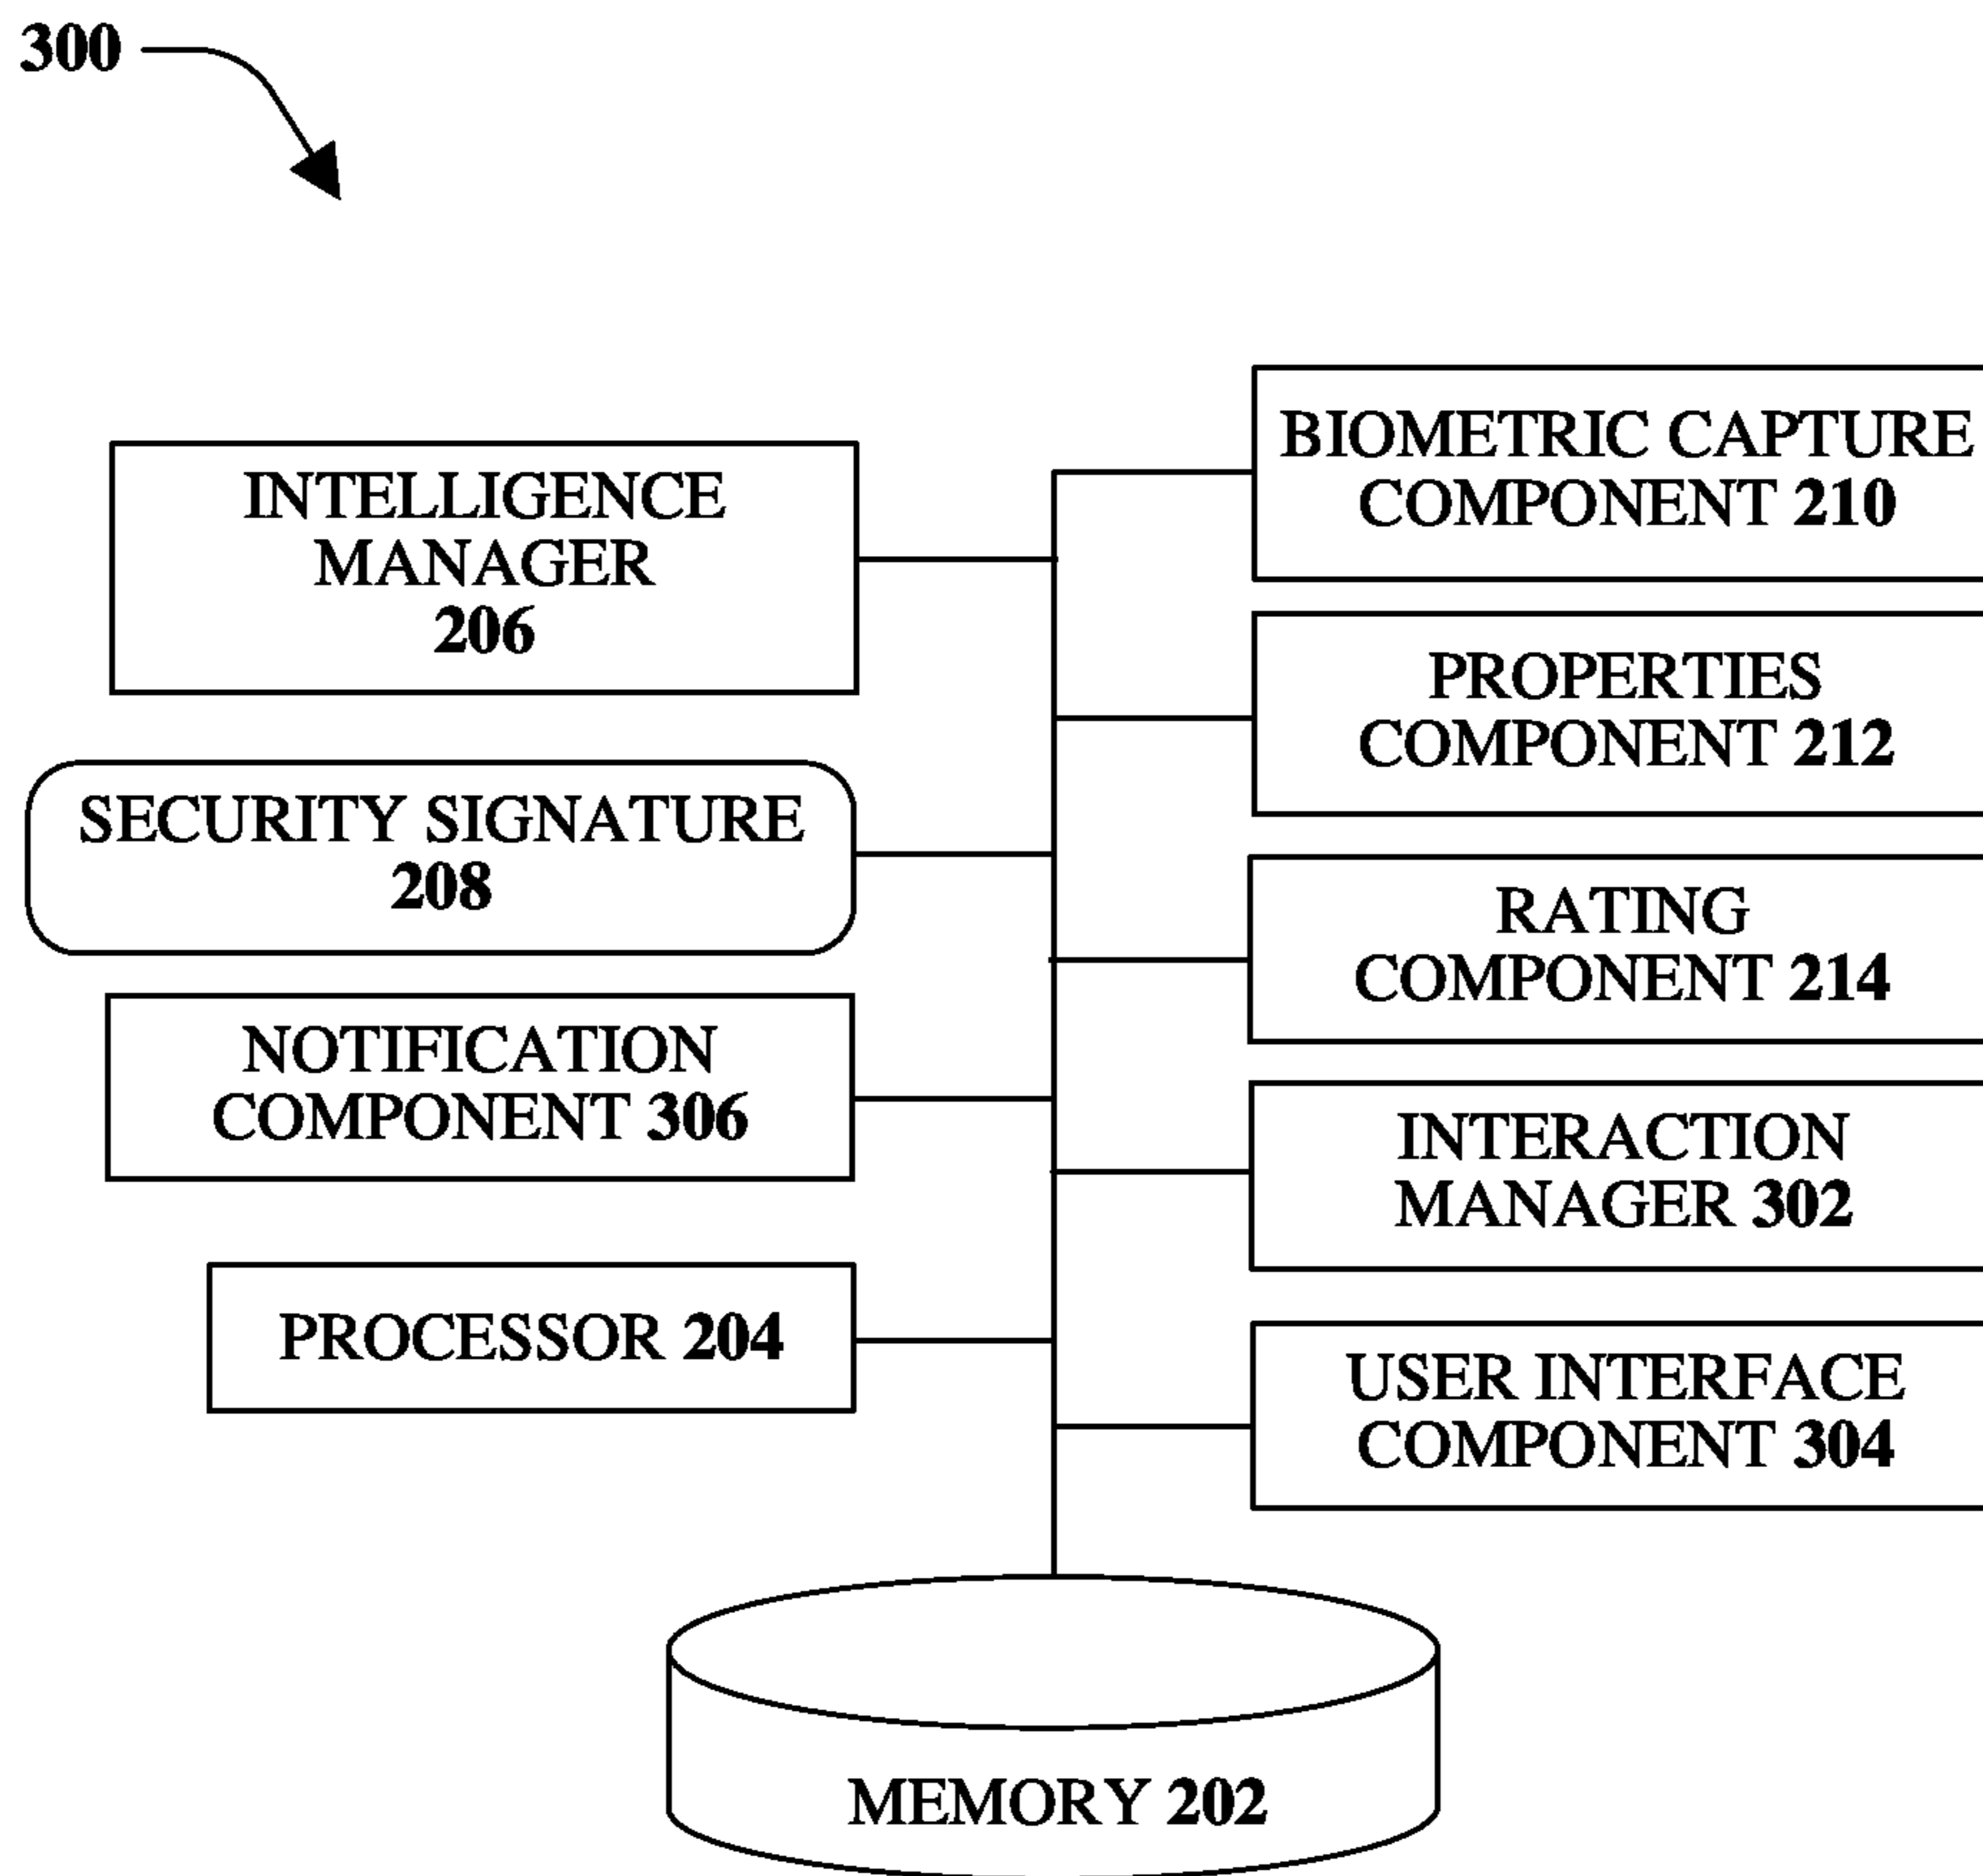 300
INTELLIGENCE
MANAGER
206
SECURITY SIGNATURE
208
NOTIFICATION
COMPONENT 306
PROCESSOR 204
BIOMETRIC CAPTURE
COMPONENT 210
PROPERTIES
COMPONENT 212
RATING
COMPONENT 214
INTERACTION
MANAGER 302
USER INTERFACE
COMPONENT 304
MEMORY 202